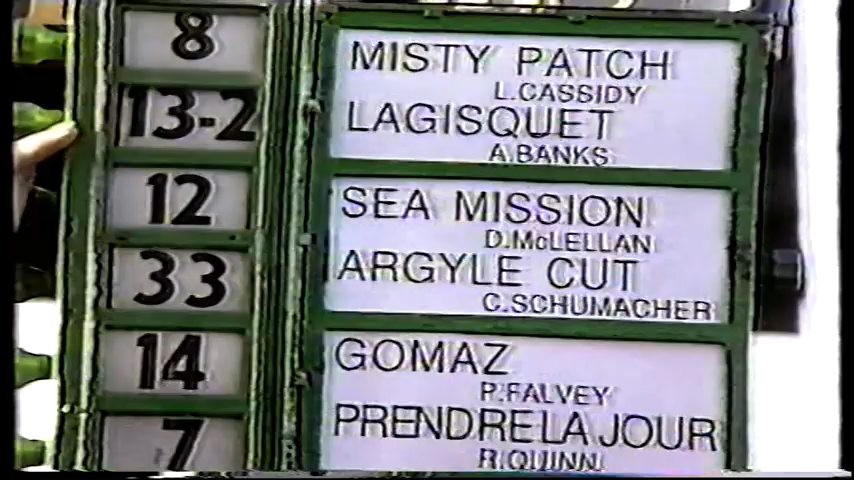 8 MISTY PATCH
L.CASSIDY
13-2 LAGISQUET
A.BANKS
12 SEA MISSION
D.McLELLAN
33 ARGYLE CUT
C.SCHUMACHER
14 GOMAZ
P.FALVEY
7 PRENDRE LA JOUR
R.QUINN